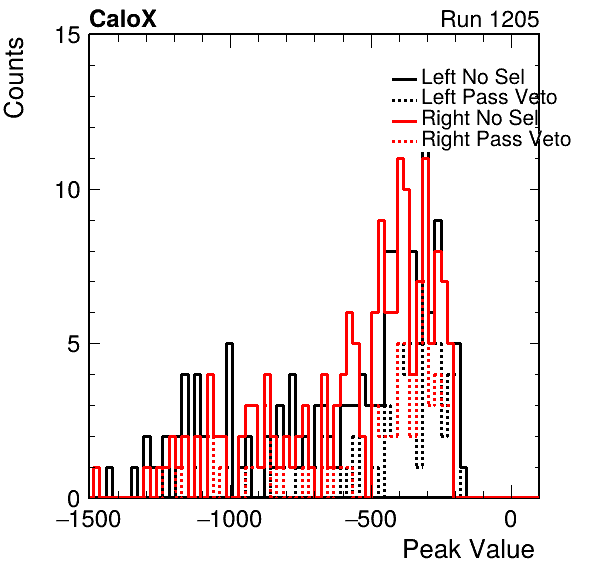 CaloX Run 1205
Counts
15
10
5
0
Left No Sel
Left Pass Veto
Right No Sel
Right Pass Veto
−1500 −1000 −500 0
Peak Value